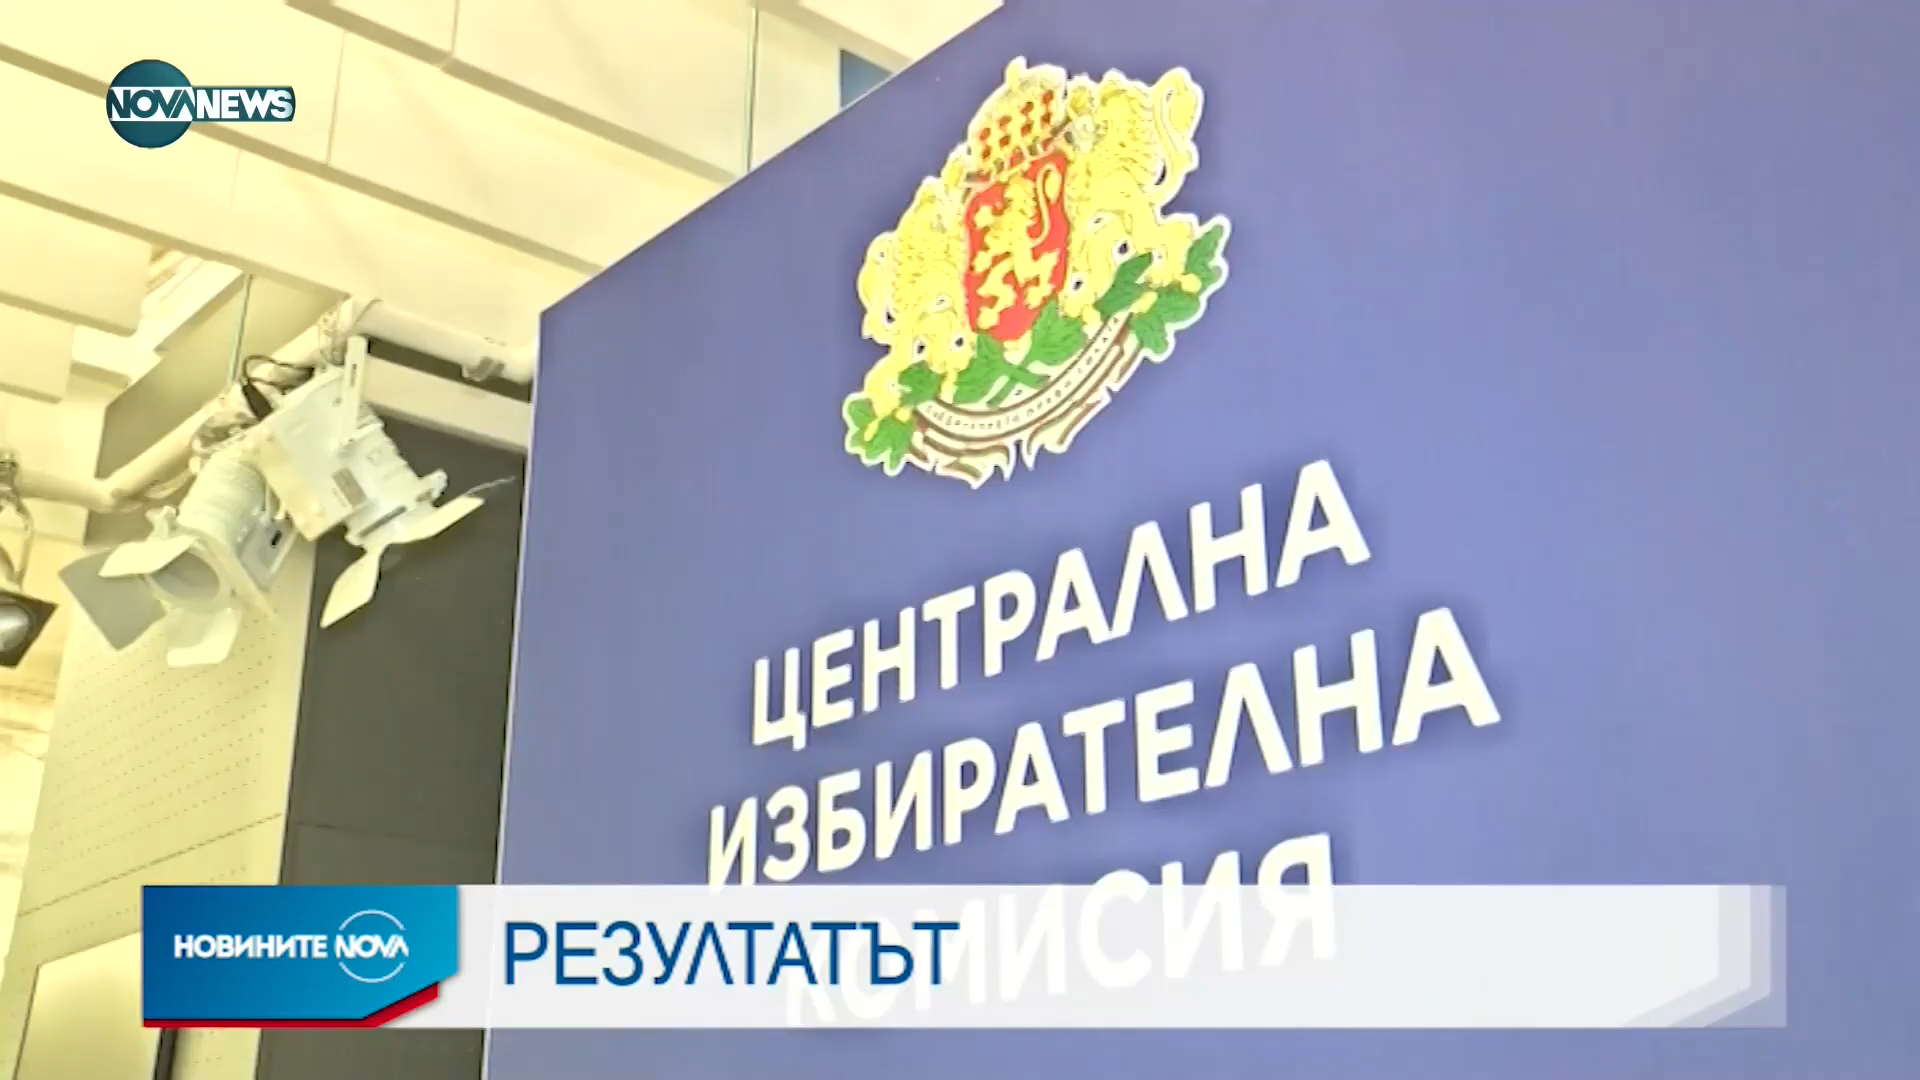 NOVANEWS
ЦЕНТРАЛНА
ИЗБИРАТЕЛНА
КОМИСИЯ
НОВИНИТЕ NOVA
РЕЗУЛТАТЪТ